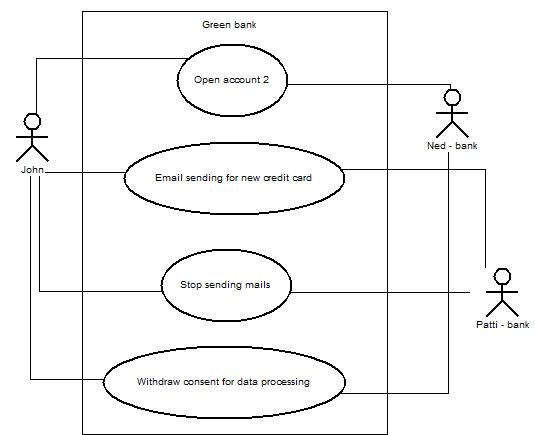 Green bank
Open account 2
Ned - bank
John
Email sending for new credit card
Stop sending mails
Patti - bank
Withdraw consent for data processing